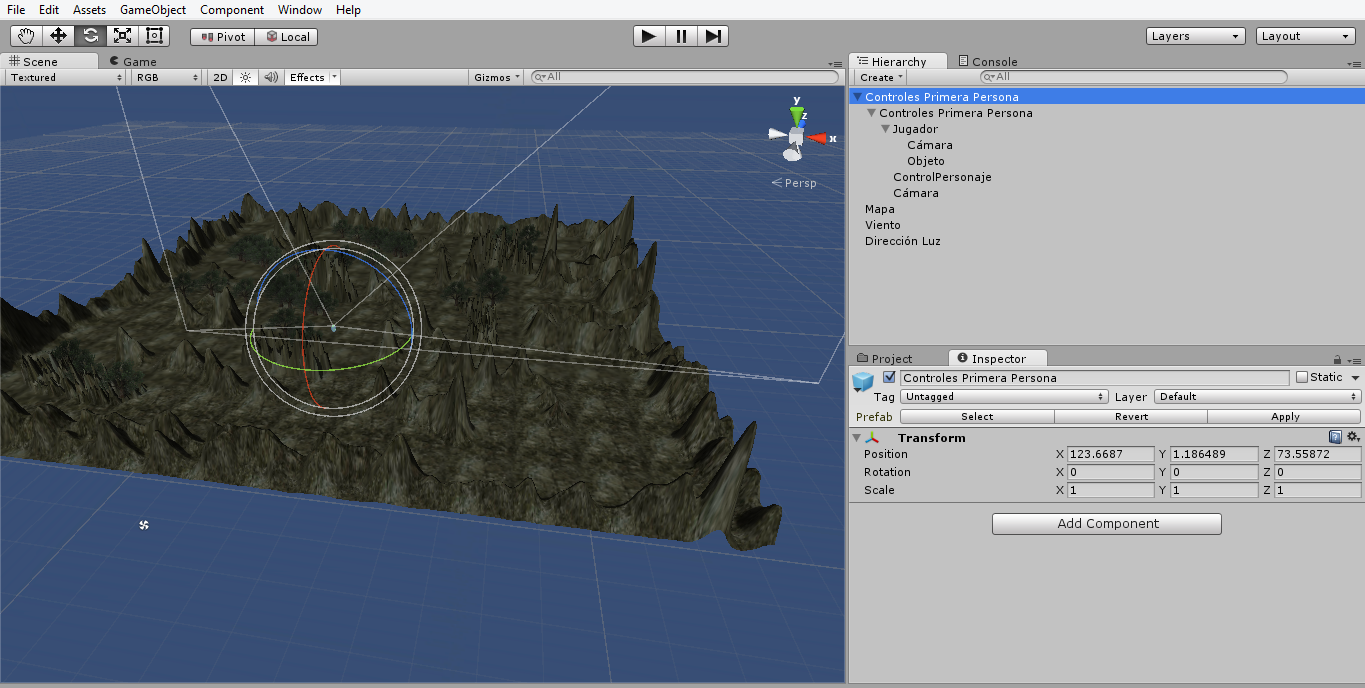 File Edit Assets GameObject Component Window Help
Pivot Local Layers Layout
Scene Game
Textured RGB 2D Effects Gizmos All
y
z
x
Persp
Hierarchy Console
Create All
Controles Primera Persona
Controles Primera Persona
Jugador
Cámara
Objeto
ControlPersonaje
Cámara
Mapa
Viento
Dirección Luz
Project Inspector
Controles Primera Persona Static
Tag Untagged Layer Default
Prefab Select Revert Apply
Transform
Position X 123.6687 Y 1.186489 Z 73.55872
Rotation X 0 Y 0 Z 0
Scale X 1 Y 1 Z 1
Add Component